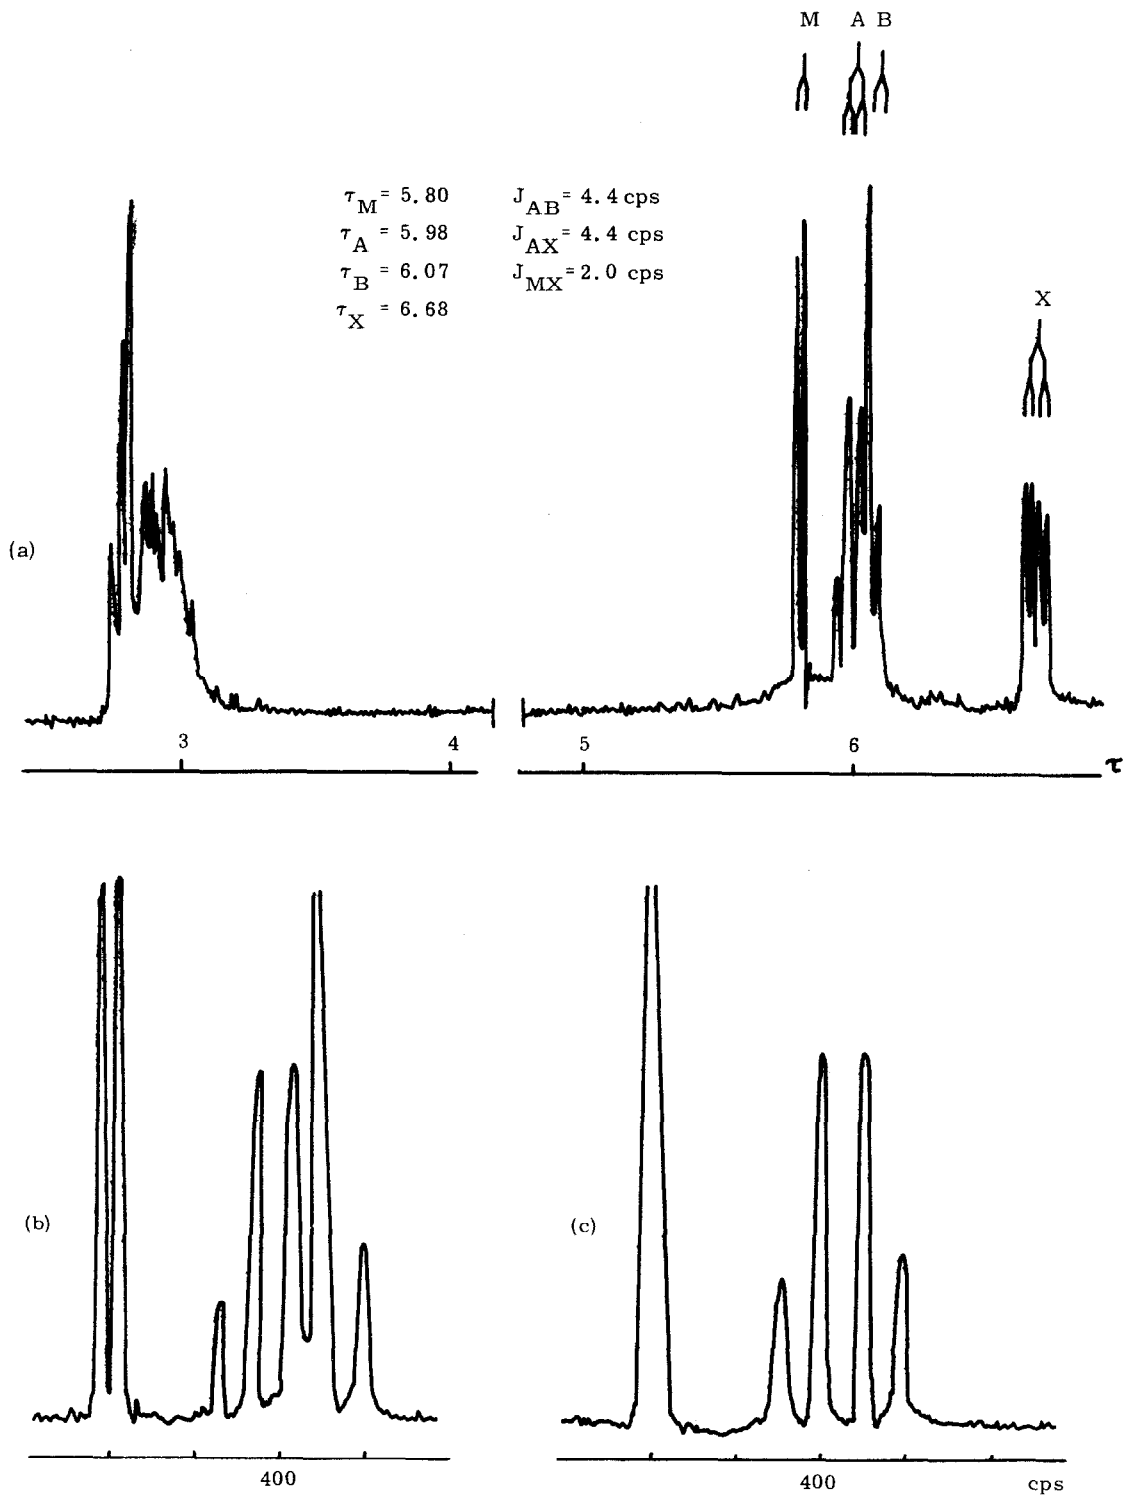 M A B
τM = 5.80 JAB = 4.4 cps
τA = 5.98 JAX = 4.4 cps
τB = 6.07 JMX = 2.0 cps
τX = 6.68
X
(a)
3 4 5 6 τ
(b) (c)
400 400 cps